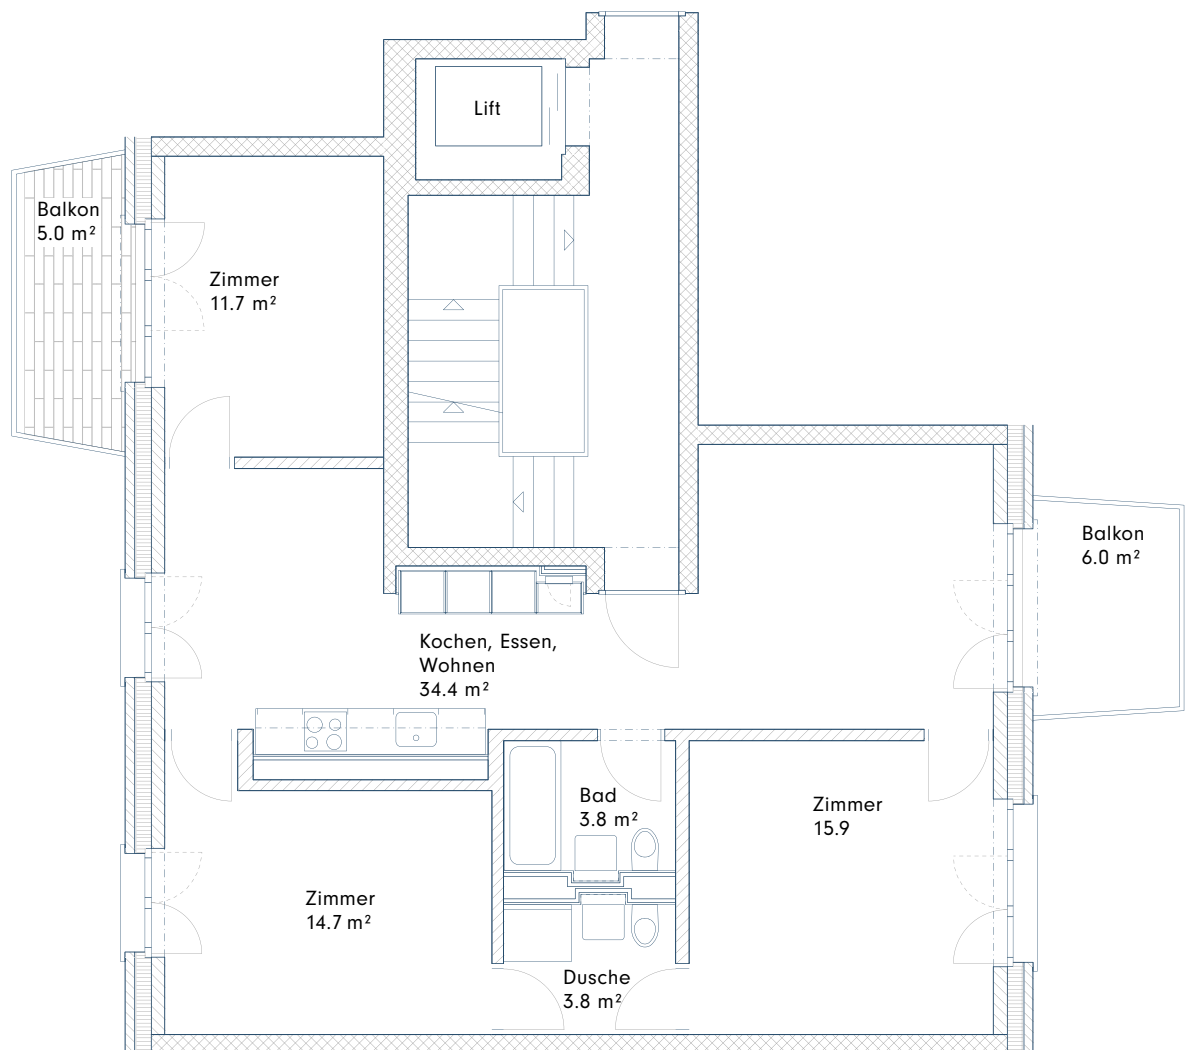 Lift
Balkon
5.0 m²
Zimmer
11.7 m²
Balkon
6.0 m²
Kochen, Essen,
Wohnen
34.4 m²
Bad
3.8 m²
Zimmer
15.9
Zimmer
14.7 m²
Dusche
3.8 m²